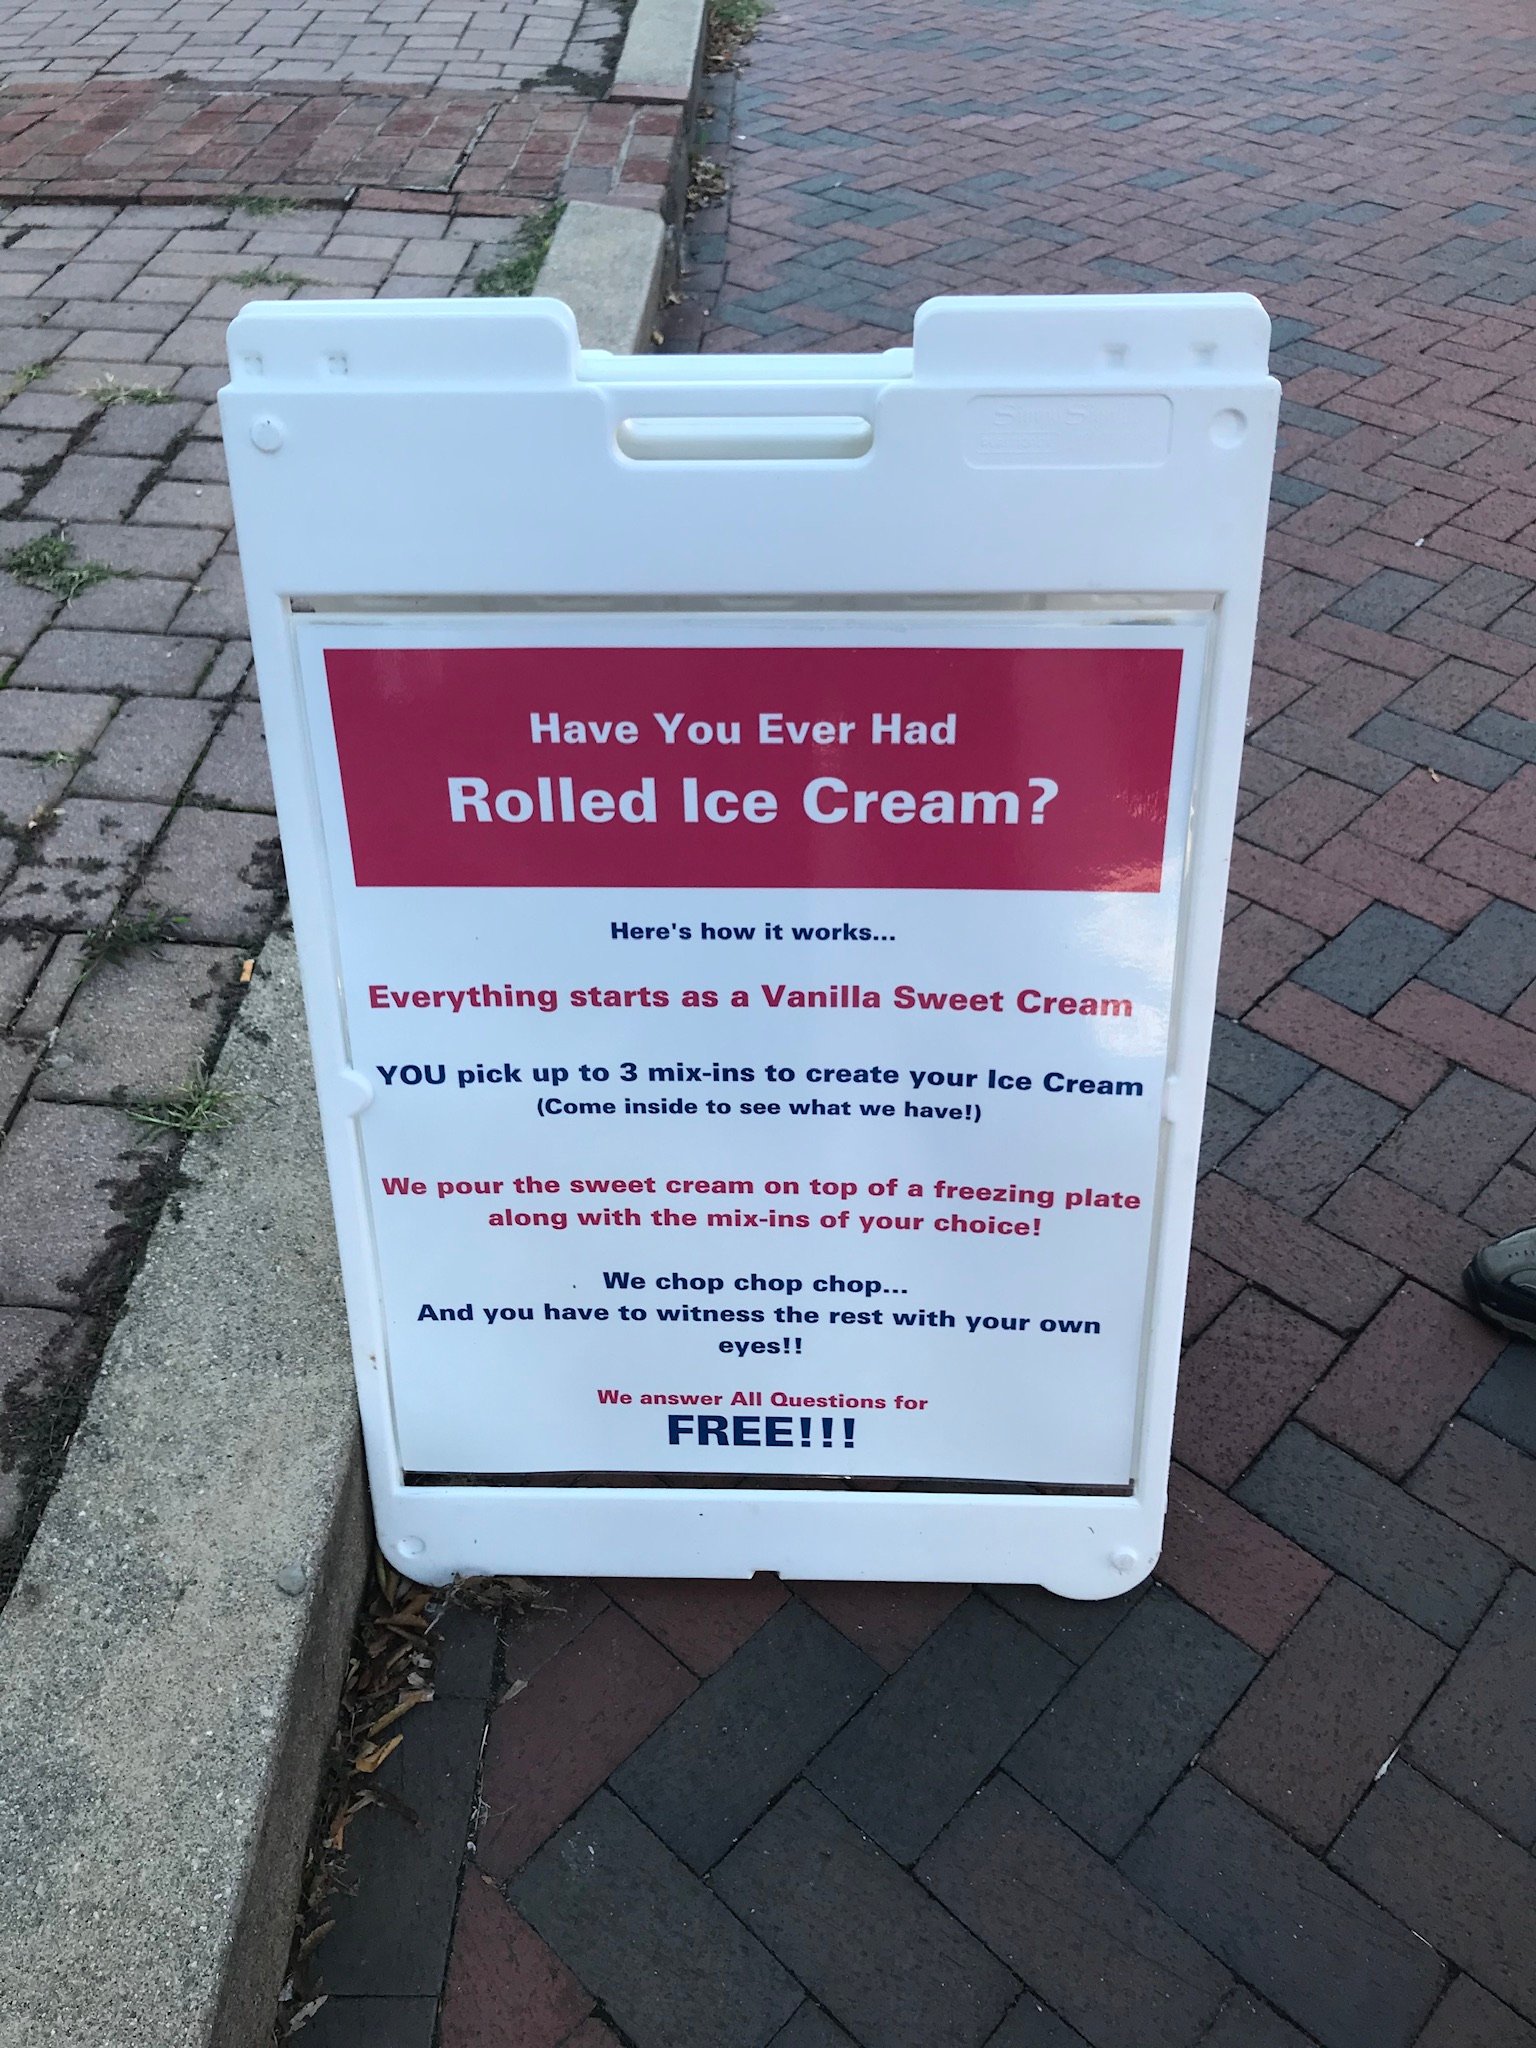 Have You Ever Had
Rolled Ice Cream?
Here's how it works...
Everything starts as a Vanilla Sweet Cream
YOU pick up to 3 mix-ins to create your Ice Cream
(Come inside to see what we have!)
We pour the sweet cream on top of a freezing plate
along with the mix-ins of your choice!
We chop chop chop...
And you have to witness the rest with your own
eyes!!
We answer All Questions for
FREE!!!